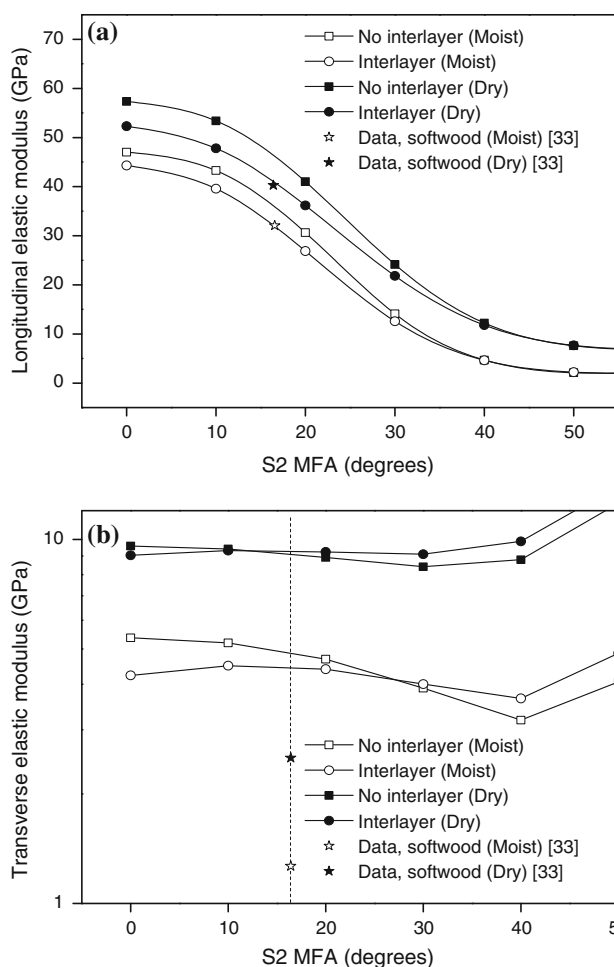 (a)
No interlayer (Moist)
Interlayer (Moist)
No interlayer (Dry)
Interlayer (Dry)
Data, softwood (Moist) [33]
Data, softwood (Dry) [33]
Longitudinal elastic modulus (GPa)
70
60
50
40
30
20
10
0
0 10 20 30 40 50
S2 MFA (degrees)
(b)
Transverse elastic modulus (GPa)
10
1
No interlayer (Moist)
Interlayer (Moist)
No interlayer (Dry)
Interlayer (Dry)
Data, softwood (Moist) [33]
Data, softwood (Dry) [33]
0 10 20 30 40 5
S2 MFA (degrees)